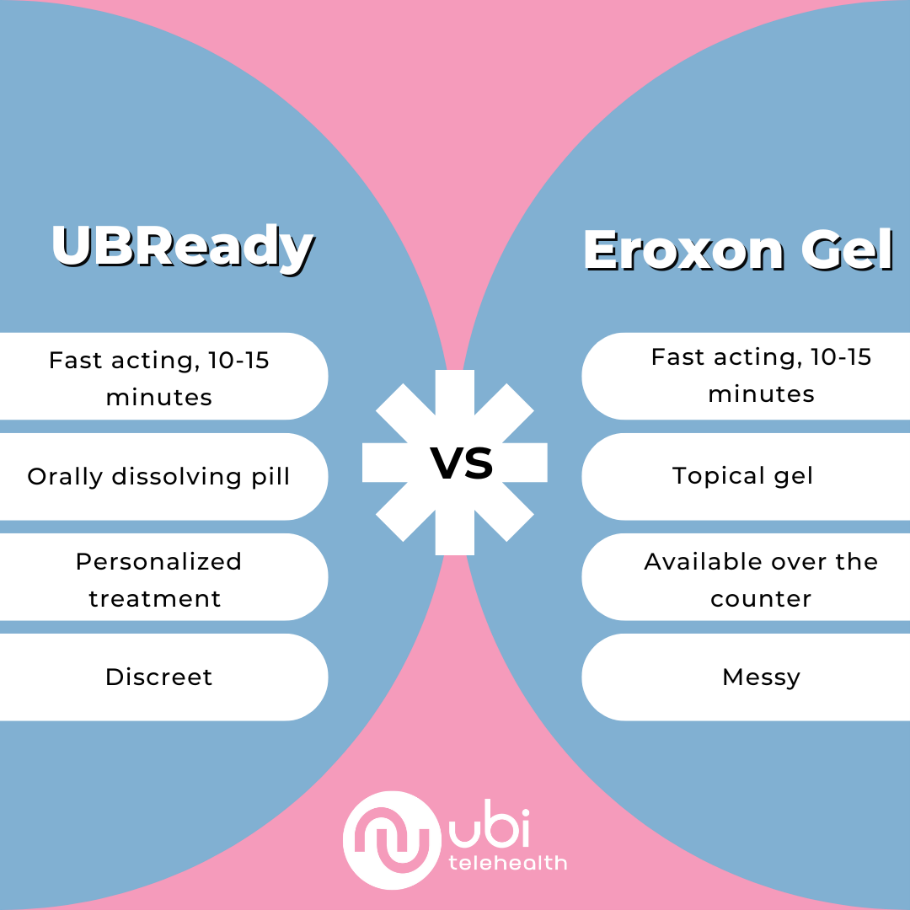 UBReady
Fast acting, 10-15
minutes
Orally dissolving pill
Personalized
treatment
Discreet
vs
Eroxon Gel
Fast acting, 10-15
minutes
Topical gel
Available over the
counter
Messy
ubi
telehealth